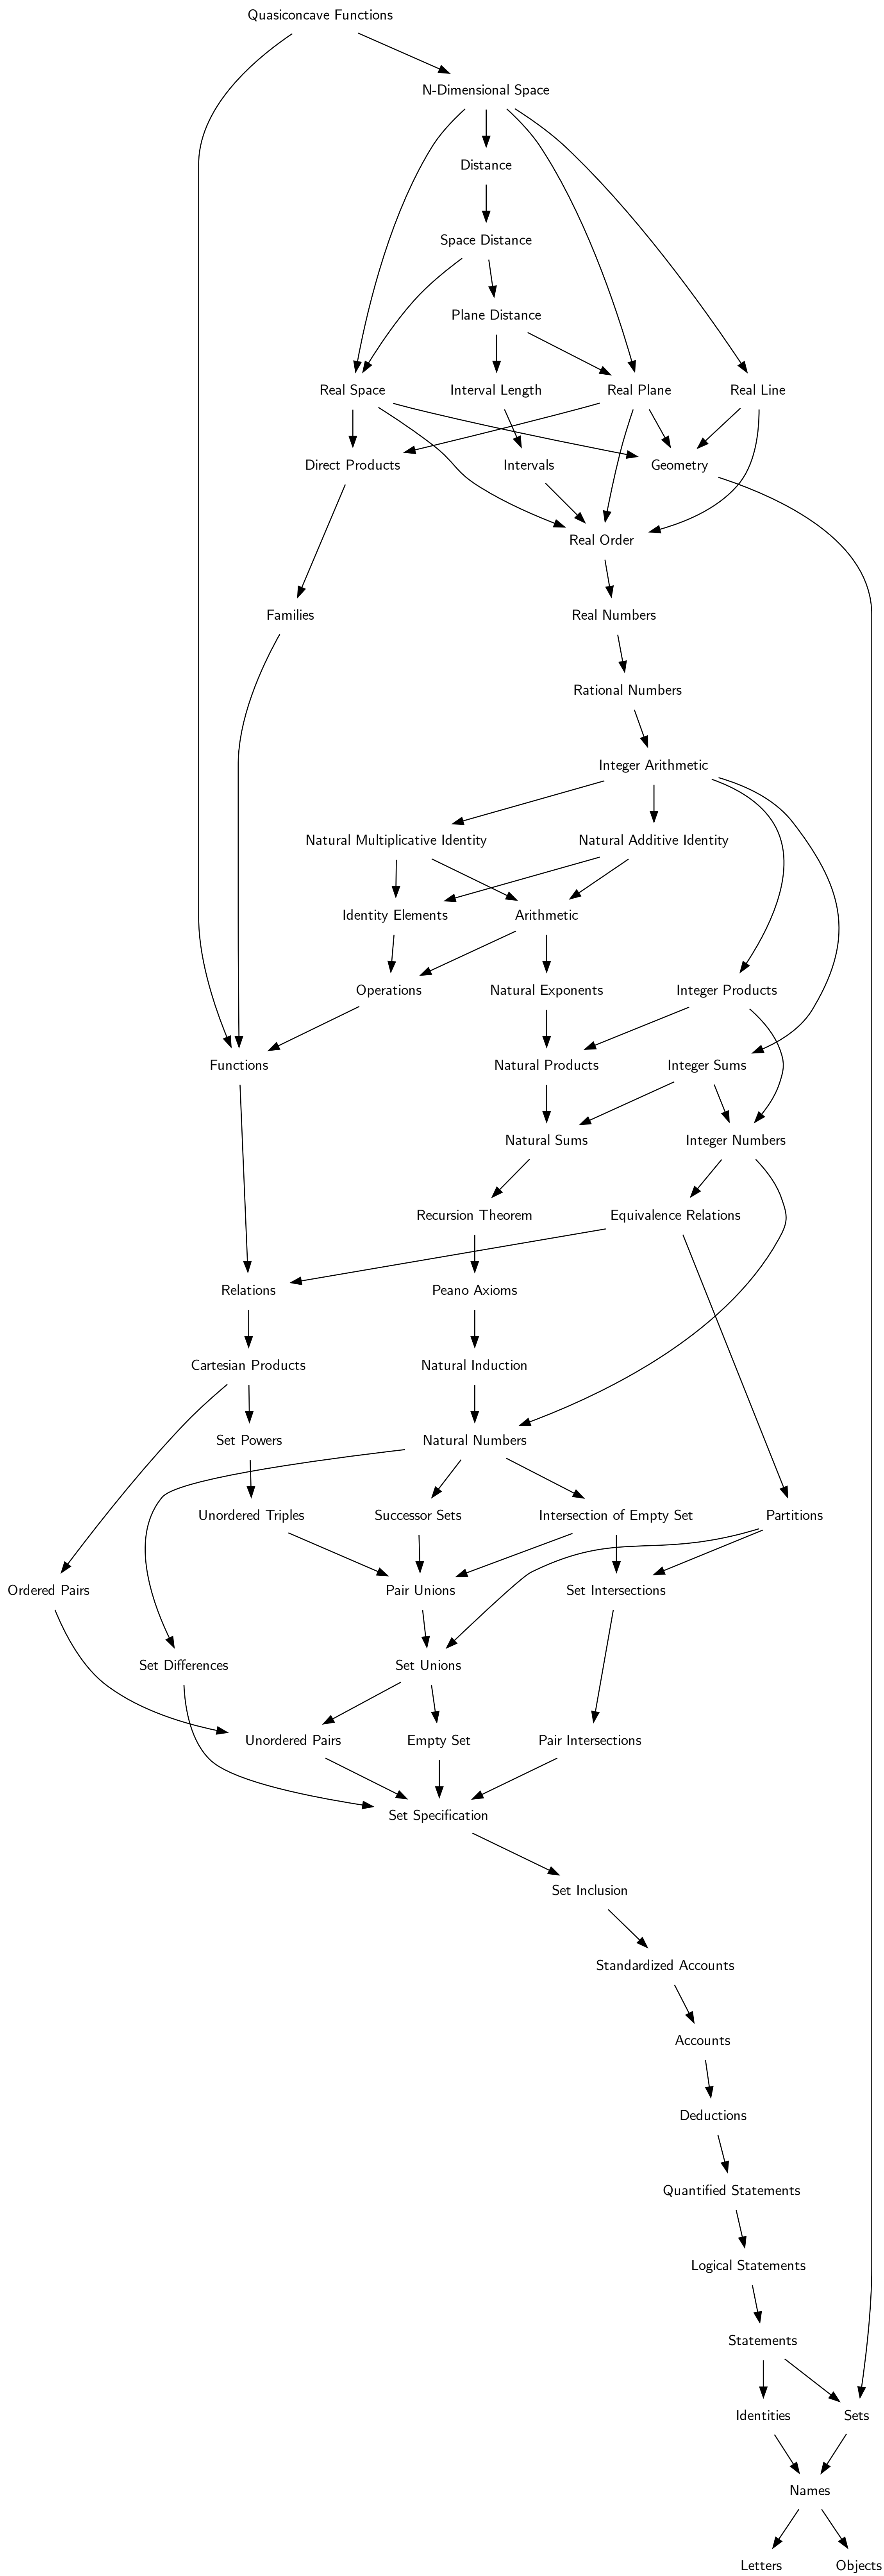 Quasiconcave Functions
N-Dimensional Space
Distance
Space Distance
Plane Distance
Real Space
Interval Length
Real Plane
Real Line
Direct Products
Intervals
Geometry
Real Order
Families
Real Numbers
Rational Numbers
Integer Arithmetic
Natural Multiplicative Identity
Natural Additive Identity
Identity Elements
Arithmetic
Operations
Natural Exponents
Integer Products
Functions
Natural Products
Integer Sums
Natural Sums
Integer Numbers
Recursion Theorem
Equivalence Relations
Relations
Peano Axioms
Cartesian Products
Natural Induction
Set Powers
Natural Numbers
Unordered Triples
Successor Sets
Intersection of Empty Set
Partitions
Ordered Pairs
Pair Unions
Set Intersections
Set Differences
Set Unions
Unordered Pairs
Empty Set
Pair Intersections
Set Specification
Set Inclusion
Standardized Accounts
Accounts
Deductions
Quantified Statements
Logical Statements
Statements
Identities
Sets
Names
Letters
Objects